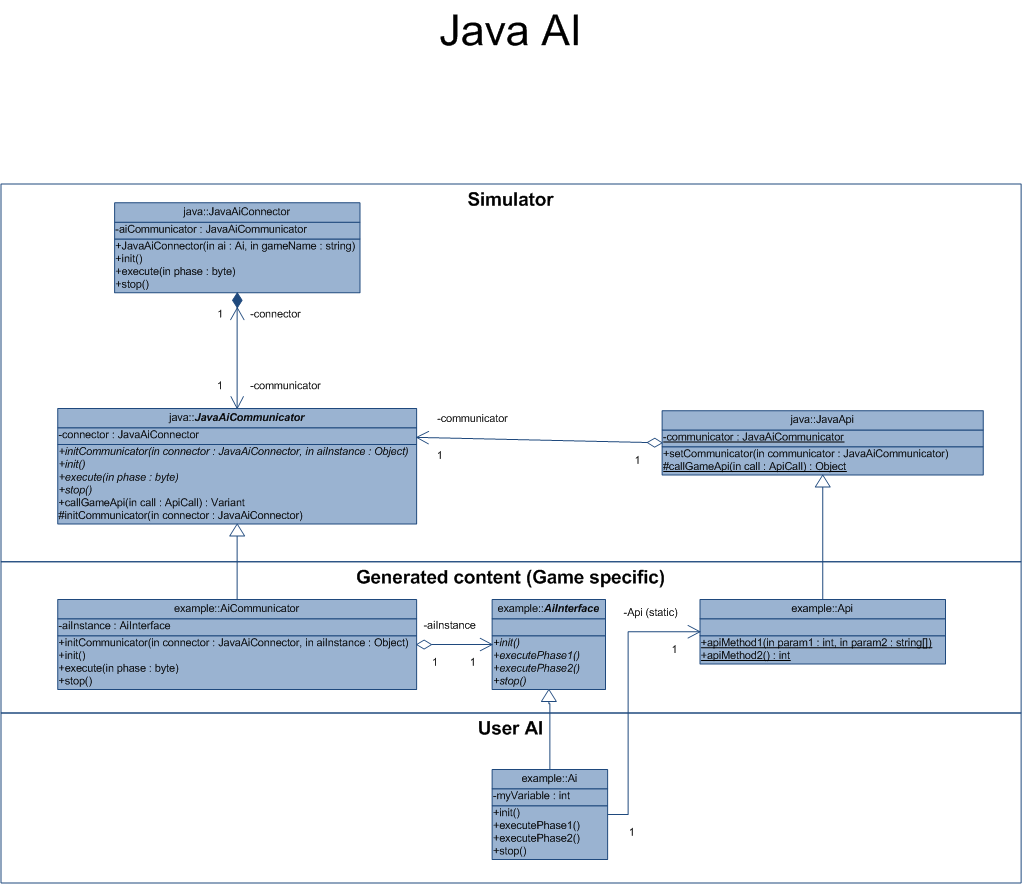 Java AI
Simulator
java::JavaAiConnector
-aiCommunicator : JavaAiCommunicator
+JavaAiConnector(in ai : Ai, in gameName : string)
+init()
+execute(in phase : byte)
+stop()
1
-connector
1
-communicator
java::JavaAiCommunicator
-connector : JavaAiConnector
+initCommunicator(in connector : JavaAiConnector, in aiInstance : Object)
+init()
+execute(in phase : byte)
+stop()
+callGameApi(in call : ApiCall) : Variant
#initCommunicator(in connector : JavaAiConnector)
-communicator
1
1
java::JavaApi
-communicator : JavaAiCommunicator
+setCommunicator(in communicator : JavaAiCommunicator)
#callGameApi(in call : ApiCall) : Object
Generated content (Game specific)
example::AiCommunicator
-aiInstance : AiInterface
+initCommunicator(in connector : JavaAiConnector, in aiInstance : Object)
+init()
+execute(in phase : byte)
+stop()
-aiInstance
1
1
example::AiInterface
+init()
+executePhase1()
+executePhase2()
+stop()
-Api (static)
1
example::Api
+apiMethod1(in param1 : int, in param2 : string[])
+apiMethod2() : int
User AI
example::Ai
-myVariable : int
+init()
+executePhase1()
+executePhase2()
+stop()
1